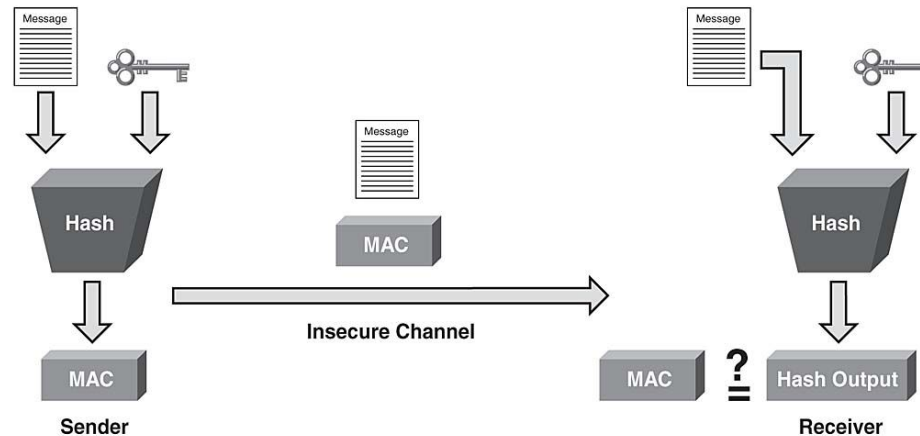 Message
Message
Message
Hash
Hash
MAC
Insecure Channel
MAC
MAC
?
=
Hash Output
Sender
Receiver